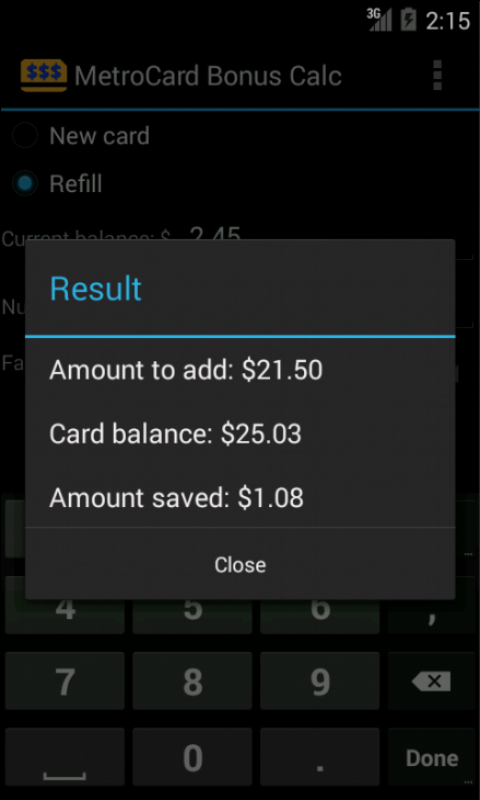 3G 2:15
$$$ MetroCard Bonus Calc
New card
Refill
Current balance: $ 2.45
Nu
Fa
Result
Amount to add: $21.50
Card balance: $25.03
Amount saved: $1.08
Close
4 5 6 ,
7 8 9
0 . Done